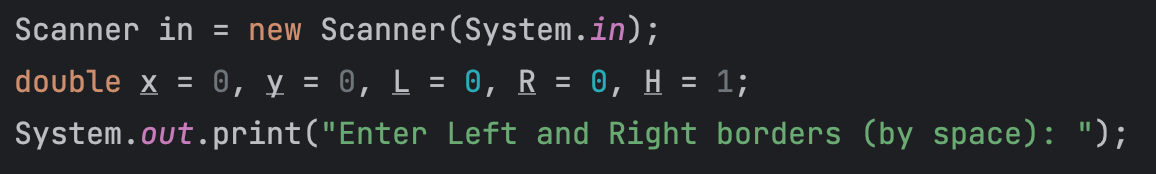 Scanner in = new Scanner(System.in);
double x = 0, y = 0, L = 0, R = 0, H = 1;
System.out.print("Enter Left and Right borders (by space): ");